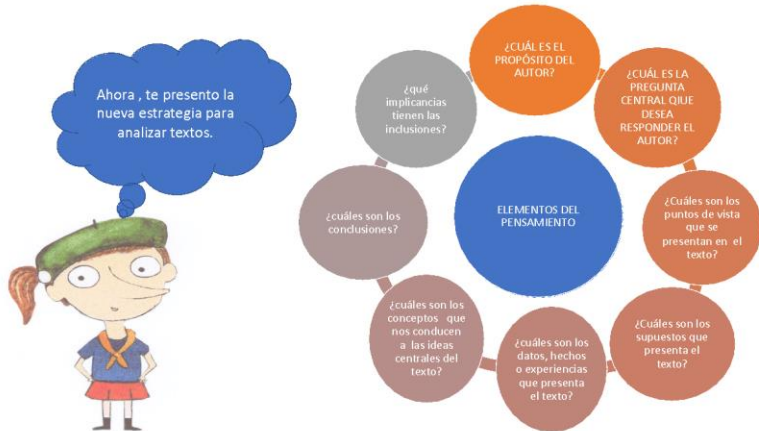 Ahora , te presento la
nueva estrategia para
analizar textos.
¿CUÁL ES EL
PROPÓSITO DEL
AUTOR?
¿CUÁL ES LA
PREGUNTA
CENTRAL QUE
DESEA
RESPONDER EL
AUTOR?
¿Cuáles son los
puntos de vista
que se
presentan en el
texto?
¿Cuáles son los
supuestos que
presenta el
texto?
¿cuáles son los
datos, hechos
o experiencias
que presenta
el texto?
¿cuáles son los
conceptos que
nos conducen
a las ideas
centrales del
texto?
¿cuáles son los
conclusiones?
¿qué
implicancias
tienen las
inclusiones?
ELEMENTOS DEL
PENSAMIENTO